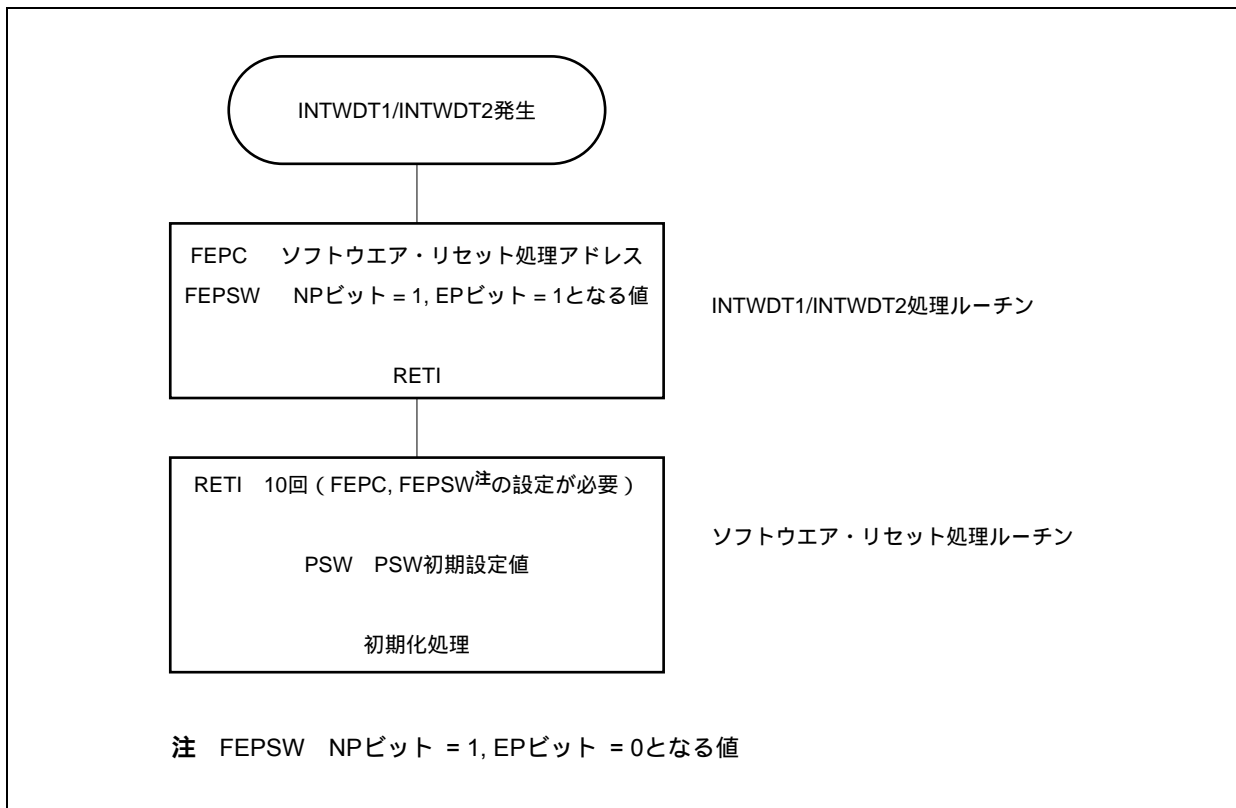 INTWDT1/INTWDT2発生
FEPC ソフトウエア・リセット処理アドレス
FEPSW NPビット = 1, EPビット = 1となる値
RETI
INTWDT1/INTWDT2処理ルーチン
RETI 10回（FEPC, FEPSW注の設定が必要）
PSW PSW初期設定値
初期化処理
ソフトウエア・リセット処理ルーチン
注 FEPSW NPビット = 1, EPビット = 0となる値